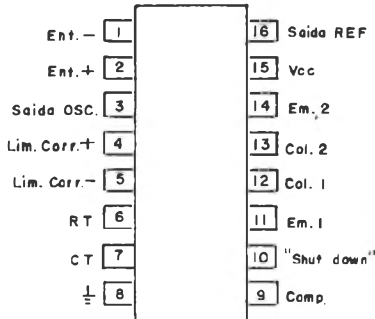 Ent.- 1 16 Saida REF
Ent.+ 2 15 Vcc
Saida OSC. 3 14 Em. 2
Lim. Corr.+ 4 13 Col. 2
Lim. Corr.- 5 12 Col. 1
RT 6 11 Em. 1
CT 7 10 "Shut down"
8 9 Comp.